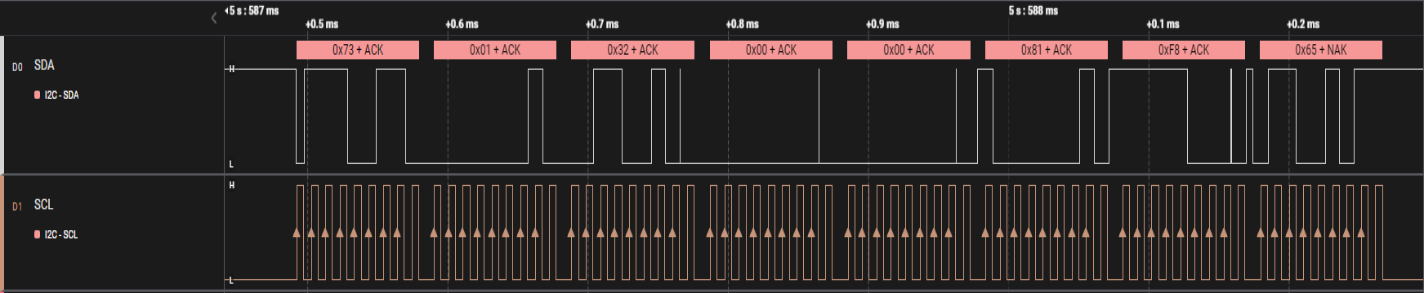 5 s : 587 ms
5 s : 588 ms
+0.5 ms
+0.6 ms
+0.7 ms
+0.8 ms
+0.9 ms
+0.1 ms
+0.2 ms
0x73 + ACK
0x01 + ACK
0x32 + ACK
0x00 + ACK
0x00 + ACK
0x81 + ACK
0xF8 + ACK
0x65 + NAK
D0 SDA
I2C - SDA
H
L
D1 SCL
I2C - SCL
H
L